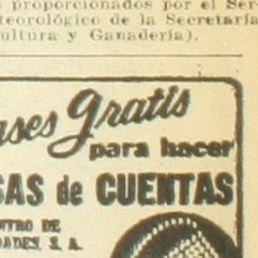 proporcionados por el Ser
teorológico de la Secretaría
ultura y Ganadería).
ases Gratis
para hacer
SAS de CUENTAS
NTRO DE
DADES, S. A.